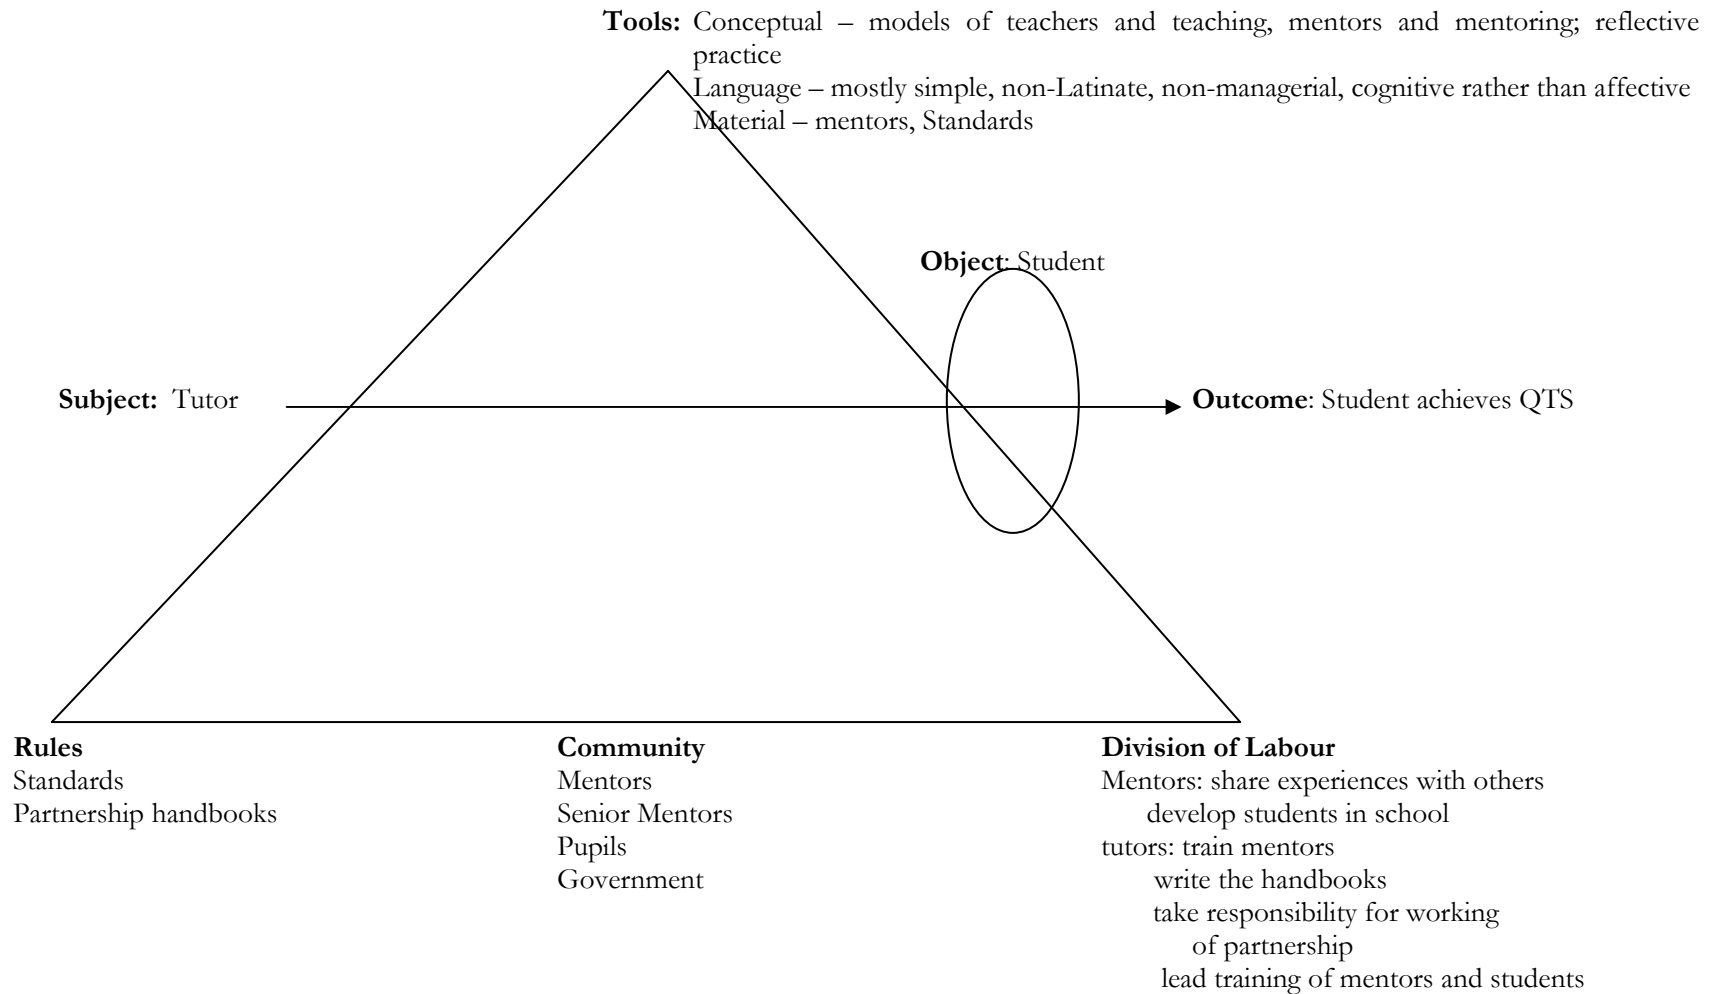 Tools: Conceptual – models of teachers and teaching, mentors and mentoring; reflective
practice
Language – mostly simple, non-Latinate, non-managerial, cognitive rather than affective
Material – mentors, Standards
Object: Student
Subject: Tutor
Outcome: Student achieves QTS
Rules
Standards
Partnership handbooks
Community
Mentors
Senior Mentors
Pupils
Government
Division of Labour
Mentors: share experiences with others
develop students in school
tutors: train mentors
write the handbooks
take responsibility for working
of partnership
lead training of mentors and students